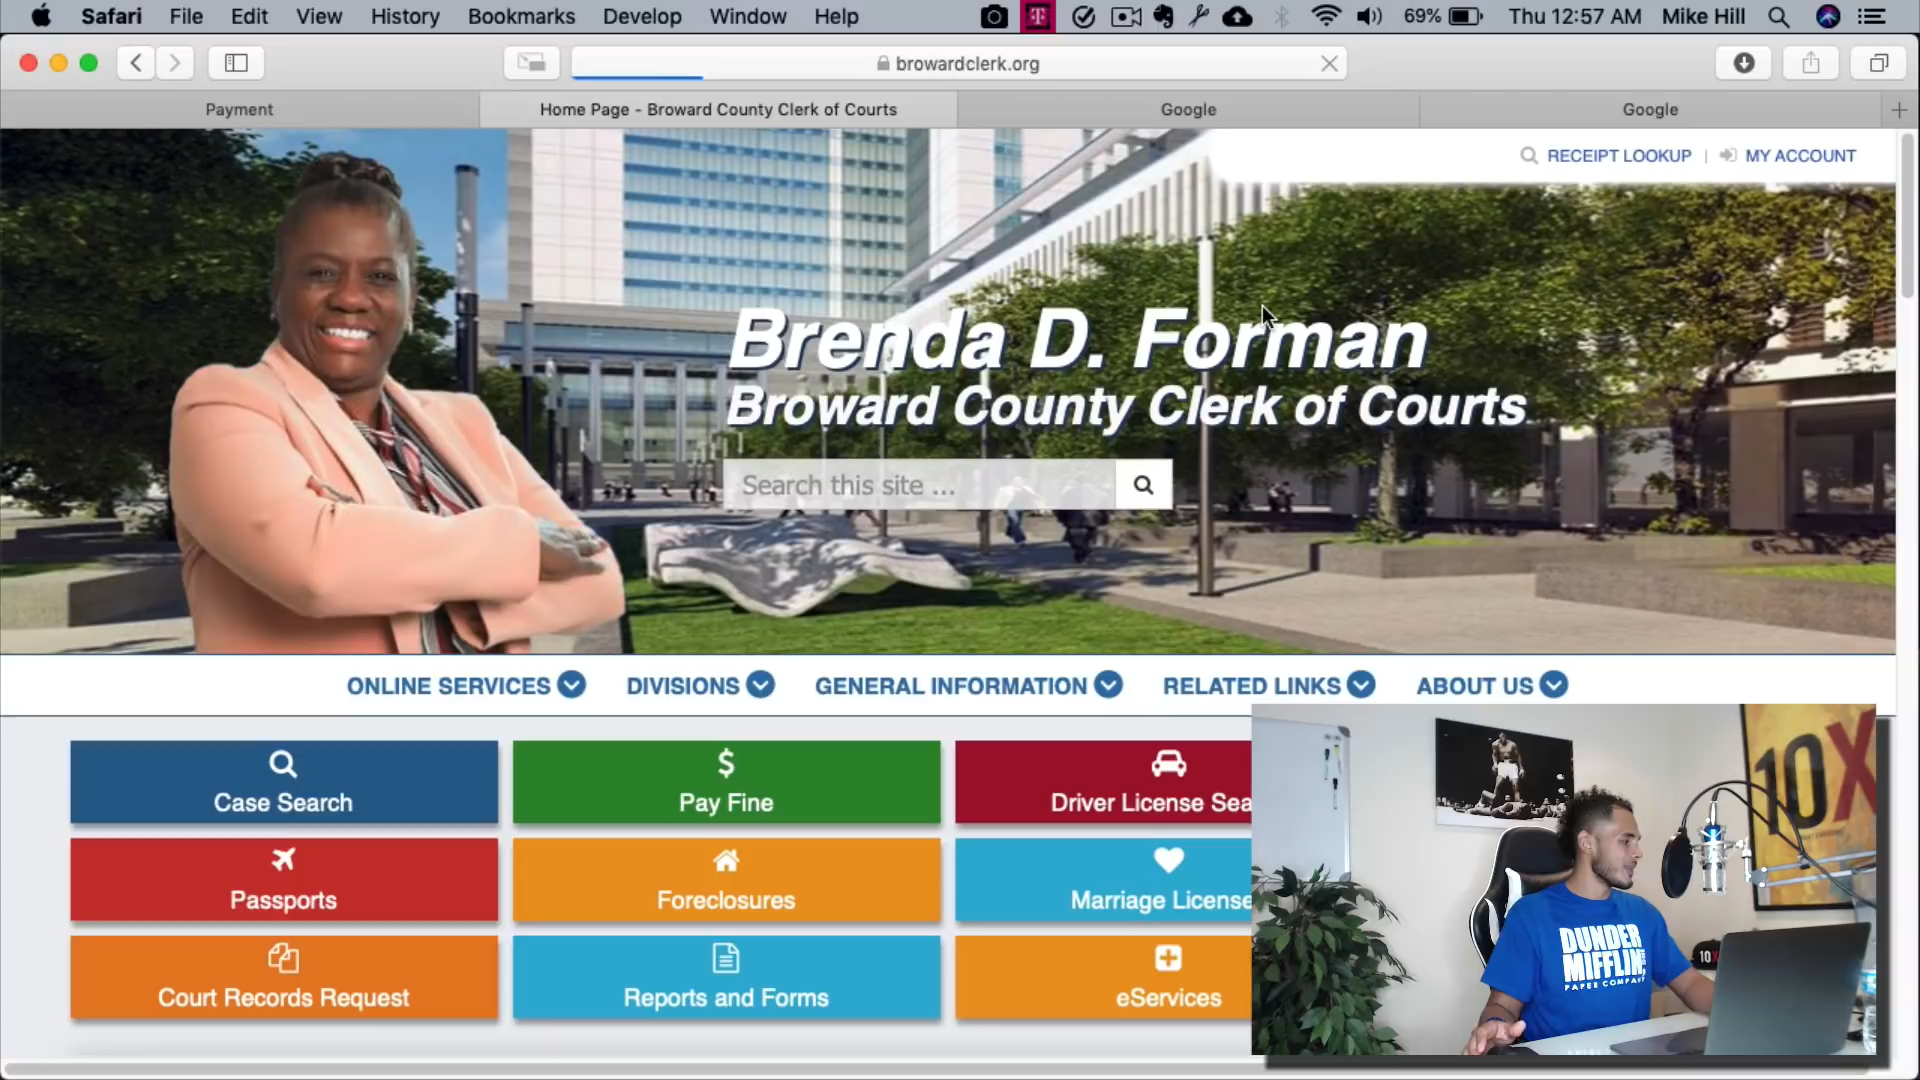 Safari File Edit View History Bookmarks Develop Window Help 69% Thu 12:57 AM Mike Hill
browardclerk.org
Payment Home Page - Broward County Clerk of Courts Google Google
RECEIPT LOOKUP | MY ACCOUNT
Brenda D. Forman
Broward County Clerk of Courts
Search this site ...
ONLINE SERVICES DIVISIONS GENERAL INFORMATION RELATED LINKS ABOUT US
Case Search $ Pay Fine Driver License Sea
Passports Foreclosures Marriage License
Court Records Request Reports and Forms eServices
10X
DUNDER
MIFFLIN
PAPER COMPANY
10X